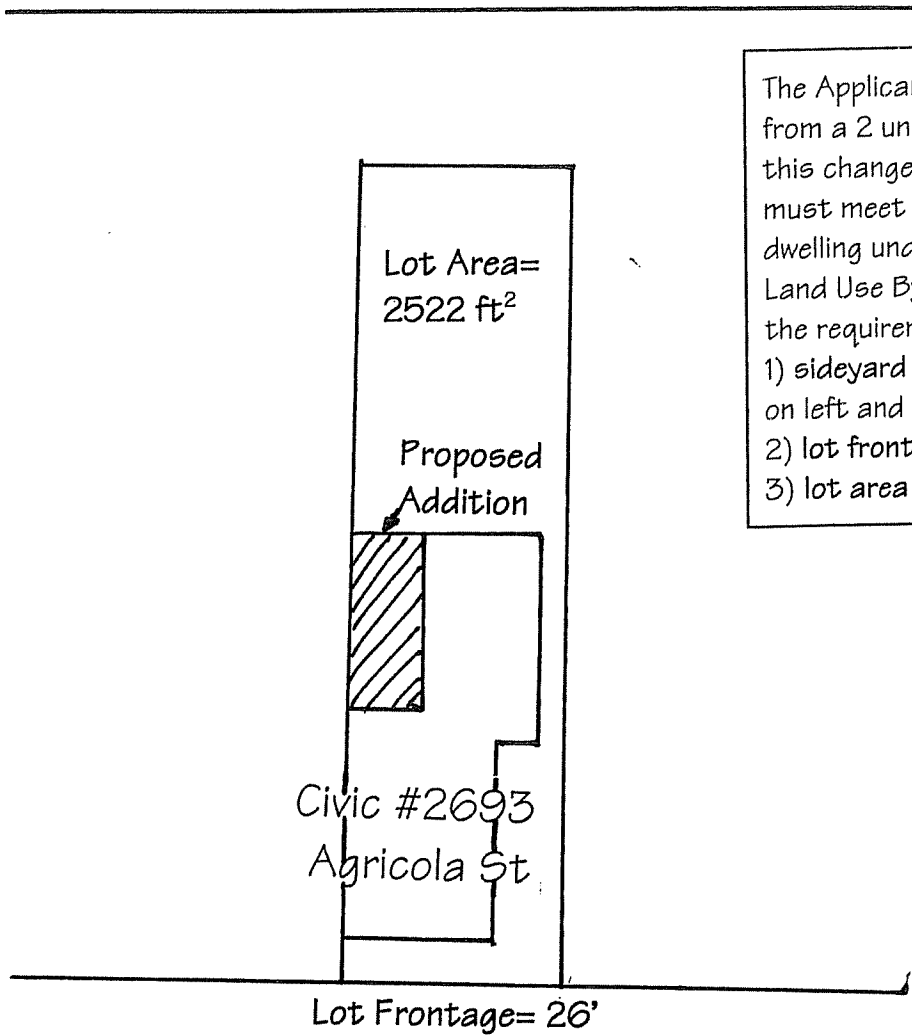 Lot Area=
2522 ft²
Proposed
Addition
Civic #2693
Agricola St
Lot Frontage= 26'
The Applica
from a 2 un
this change
must meet
dwelling und
Land Use B
the require
1) sideyard
on left and
2) lot front
3) lot area